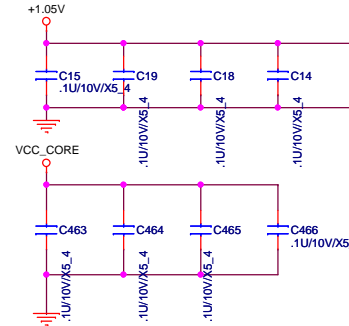 +1.05V
C15
C19
C18
C14
.1U/10V/X5_4
.1U/10V/X5_4
.1U/10V/X5_4
.1U/10V/X5_4
VCC_CORE
C463
C464
C465
C466
.1U/10V/X5
.1U/10V/X5_4
.1U/10V/X5_4
.1U/10V/X5_4